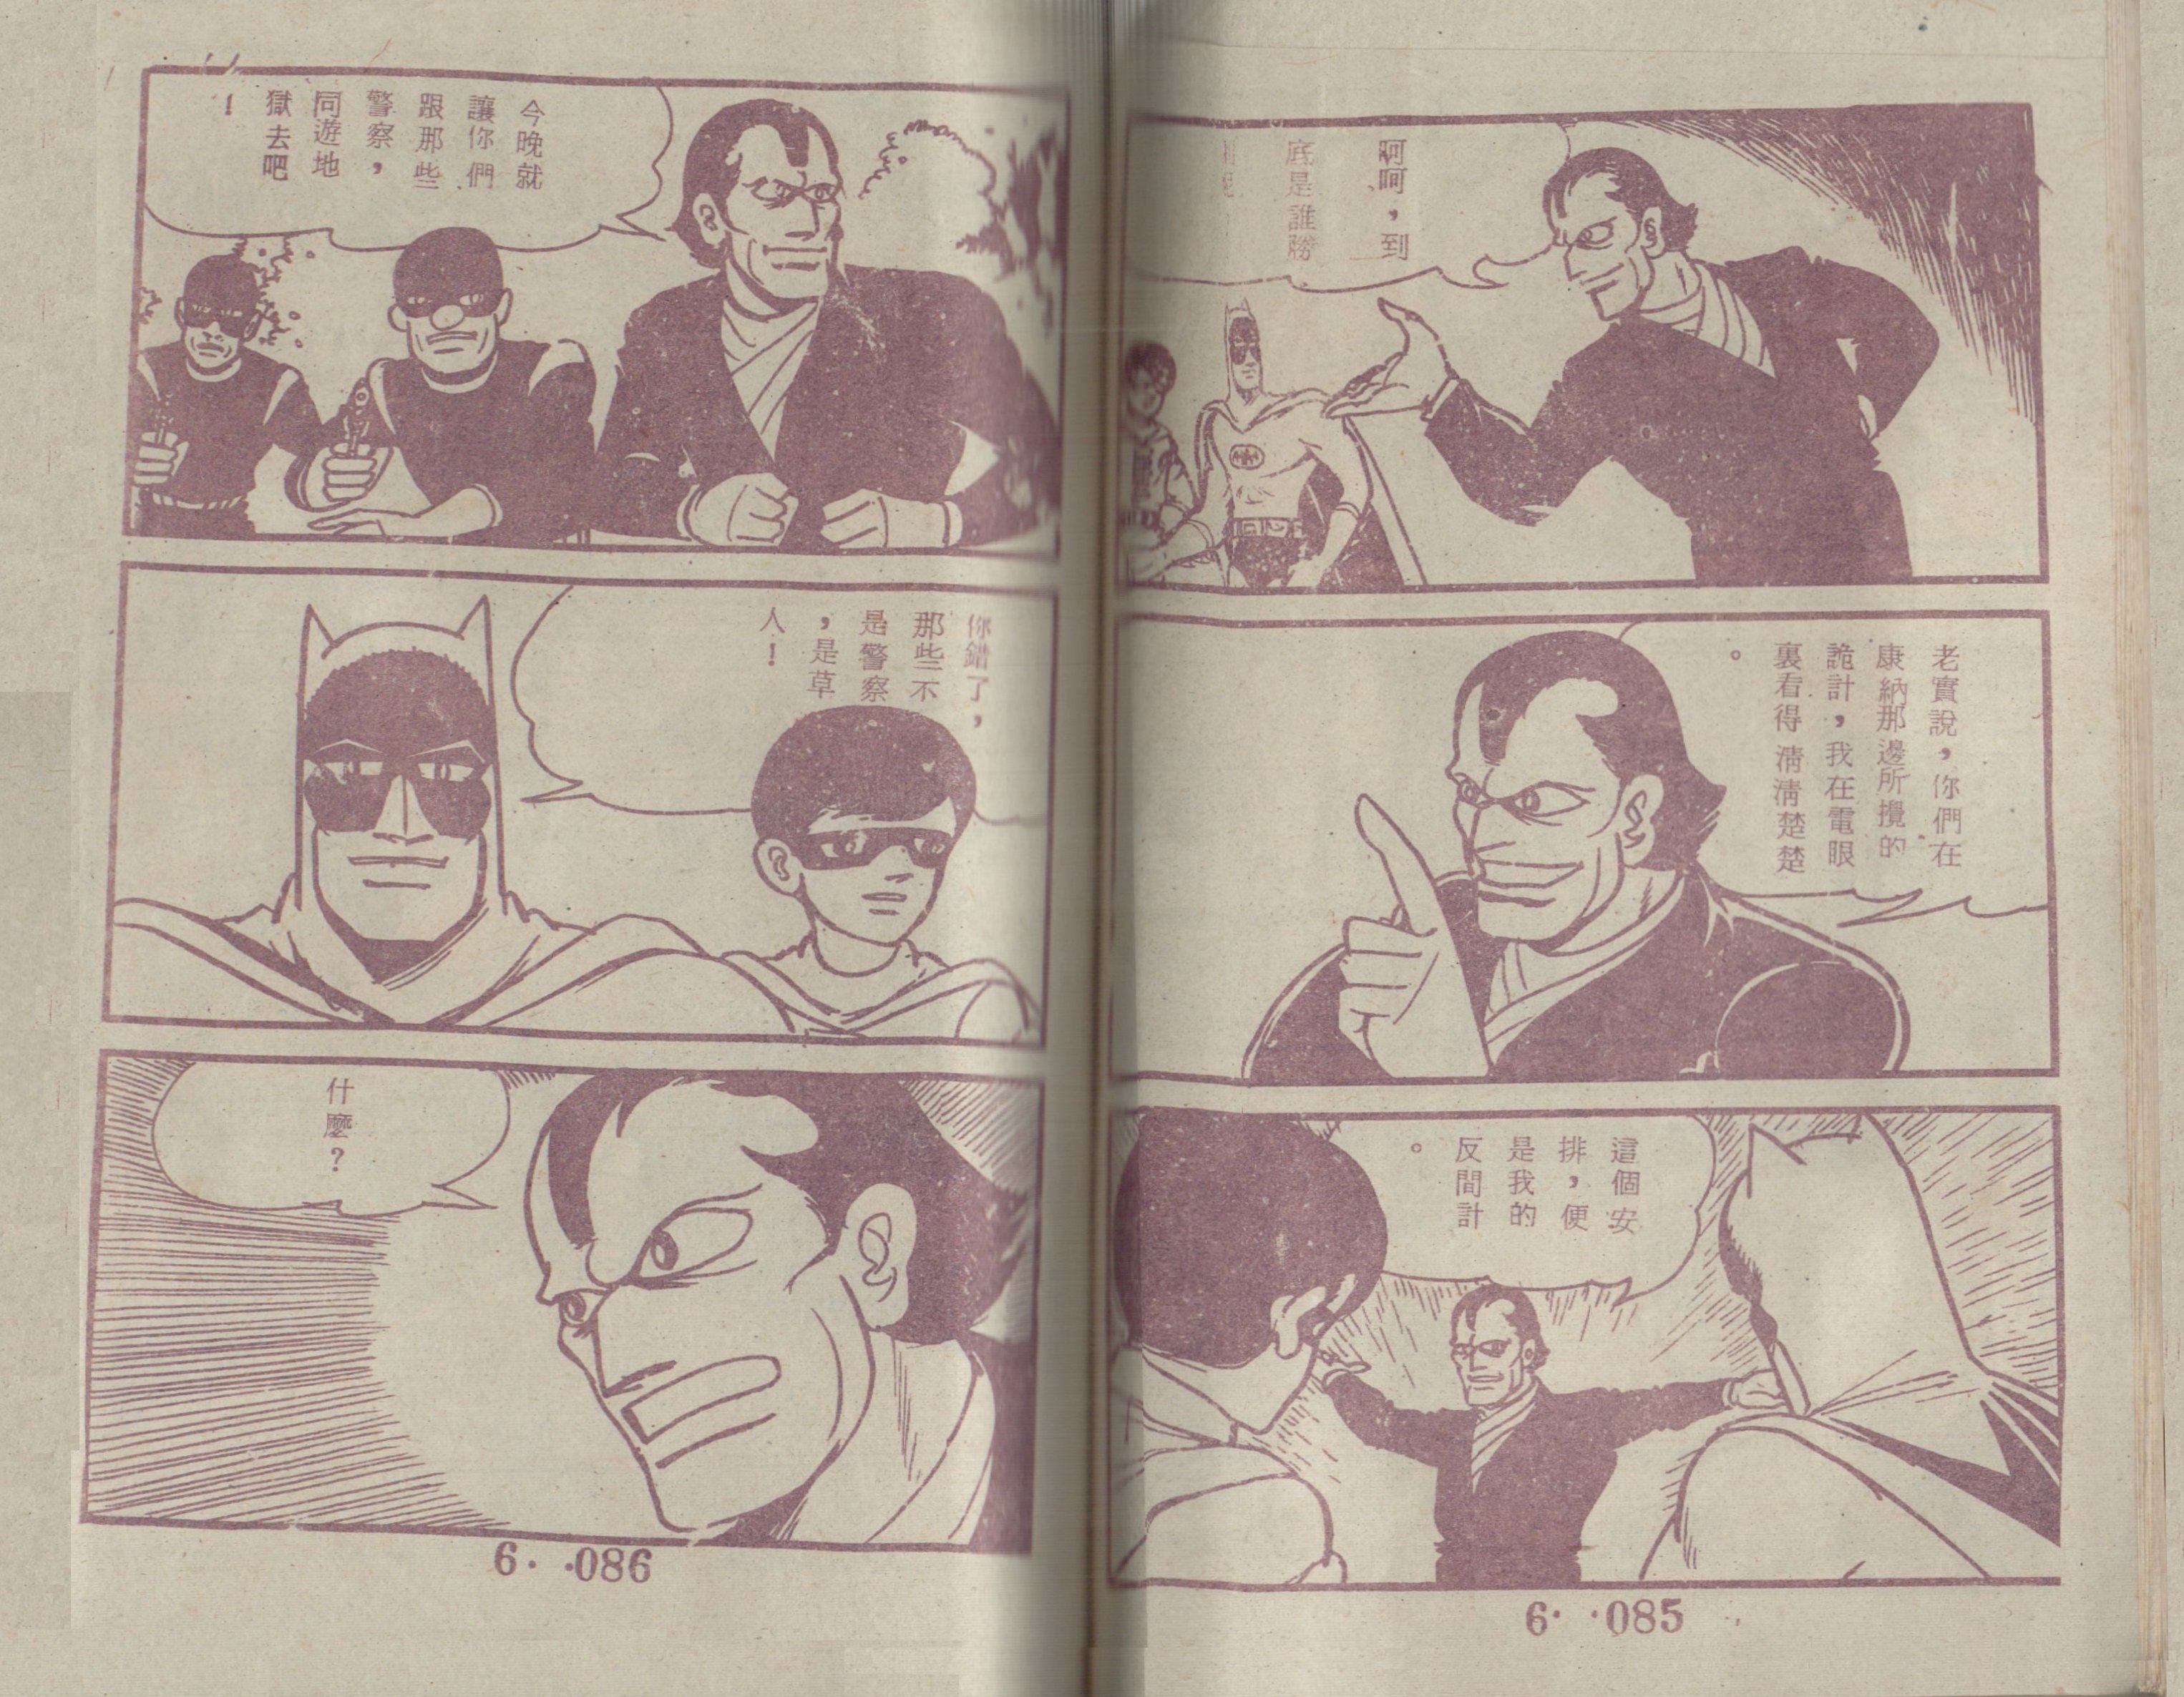 呵呵，到
底是誰勝
老實說，你們在
康納那邊所攪的
詭計，我在電眼
裏看得清清楚楚
。
這個安
排，便
是我的
反間計
。
6··085
今晚就
讓你們
跟那些
警察，
同遊地
獄去吧
！
你錯了，
那些不
是警察
，是草
人！
什麼？
6··086